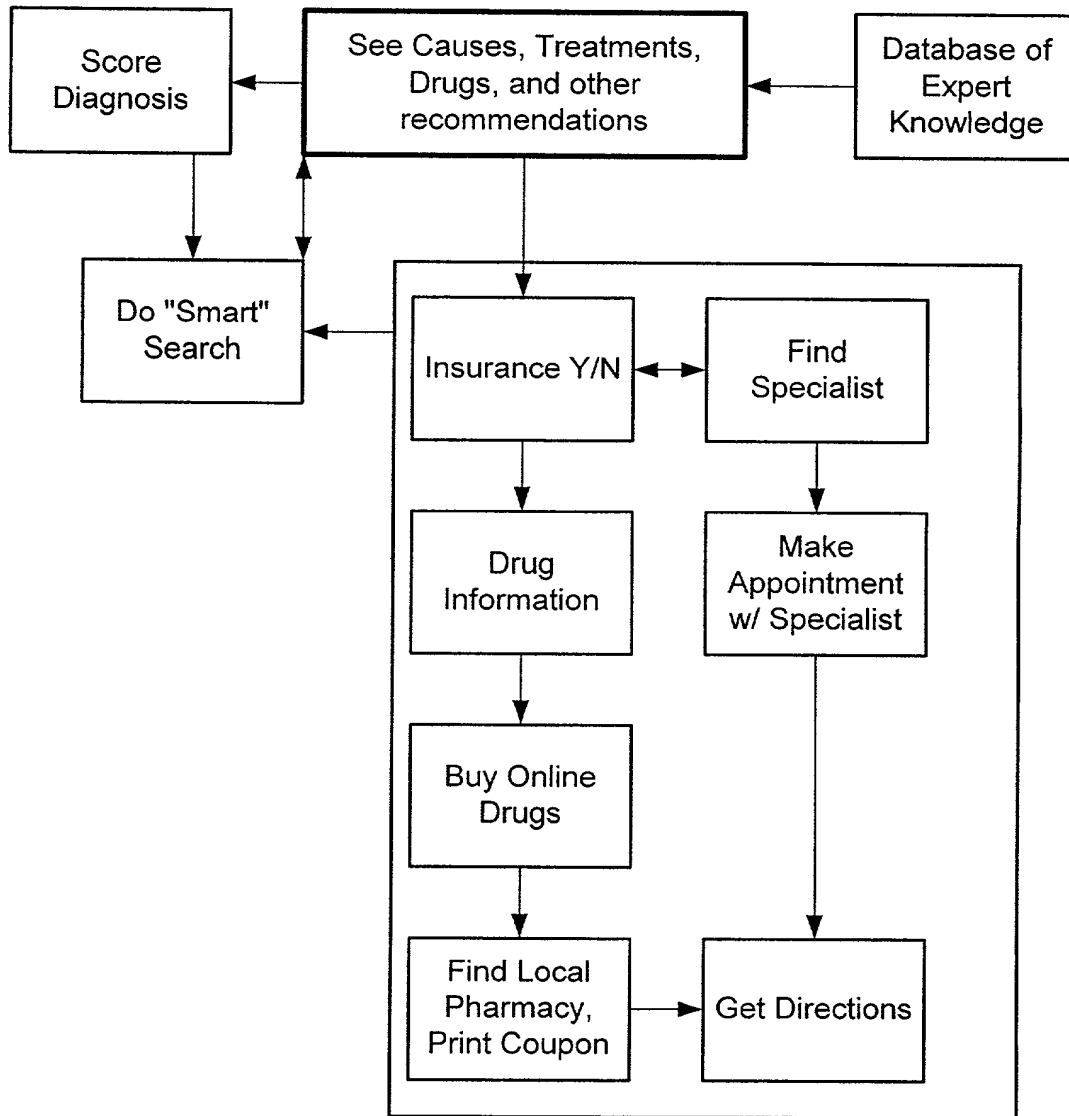 Score
Diagnosis
See Causes, Treatments,
Drugs, and other
recommendations
Database of
Expert
Knowledge
Do "Smart"
Search
Insurance Y/N
Find
Specialist
Drug
Information
Make
Appointment
w/ Specialist
Buy Online
Drugs
Find Local
Pharmacy,
Print Coupon
Get Directions